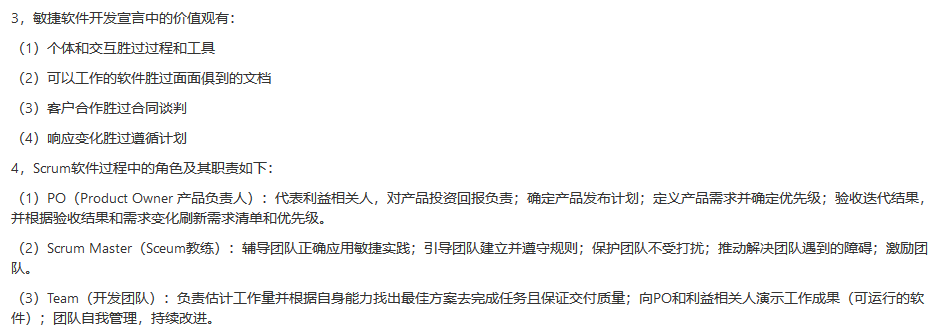 3，敏捷软件开发宣言中的价值观有：
（1）个体和交互胜过过程和工具
（2）可以工作的软件胜过面面俱到的文档
（3）客户合作胜过合同谈判
（4）响应变化胜过遵循计划
4，Scrum软件过程中的角色及其职责如下：
（1）PO（Product Owner 产品负责人）：代表利益相关人，对产品投资回报负责；确定产品发布计划；定义产品需求并确定优先级；验收迭代结果，
并根据验收结果和需求变化刷新需求清单和优先级。
（2）Scrum Master（Sceum教练）：辅导团队正确应用敏捷实践；引导团队建立并遵守规则；保护团队不受打扰；推动解决团队遇到的障碍；激励团
队。
（3）Team（开发团队）：负责估计工作量并根据自身能力找出最佳方案去完成任务且保证交付质量；向PO和利益相关人演示工作成果（可运行的软
件）；团队自我管理，持续改进。